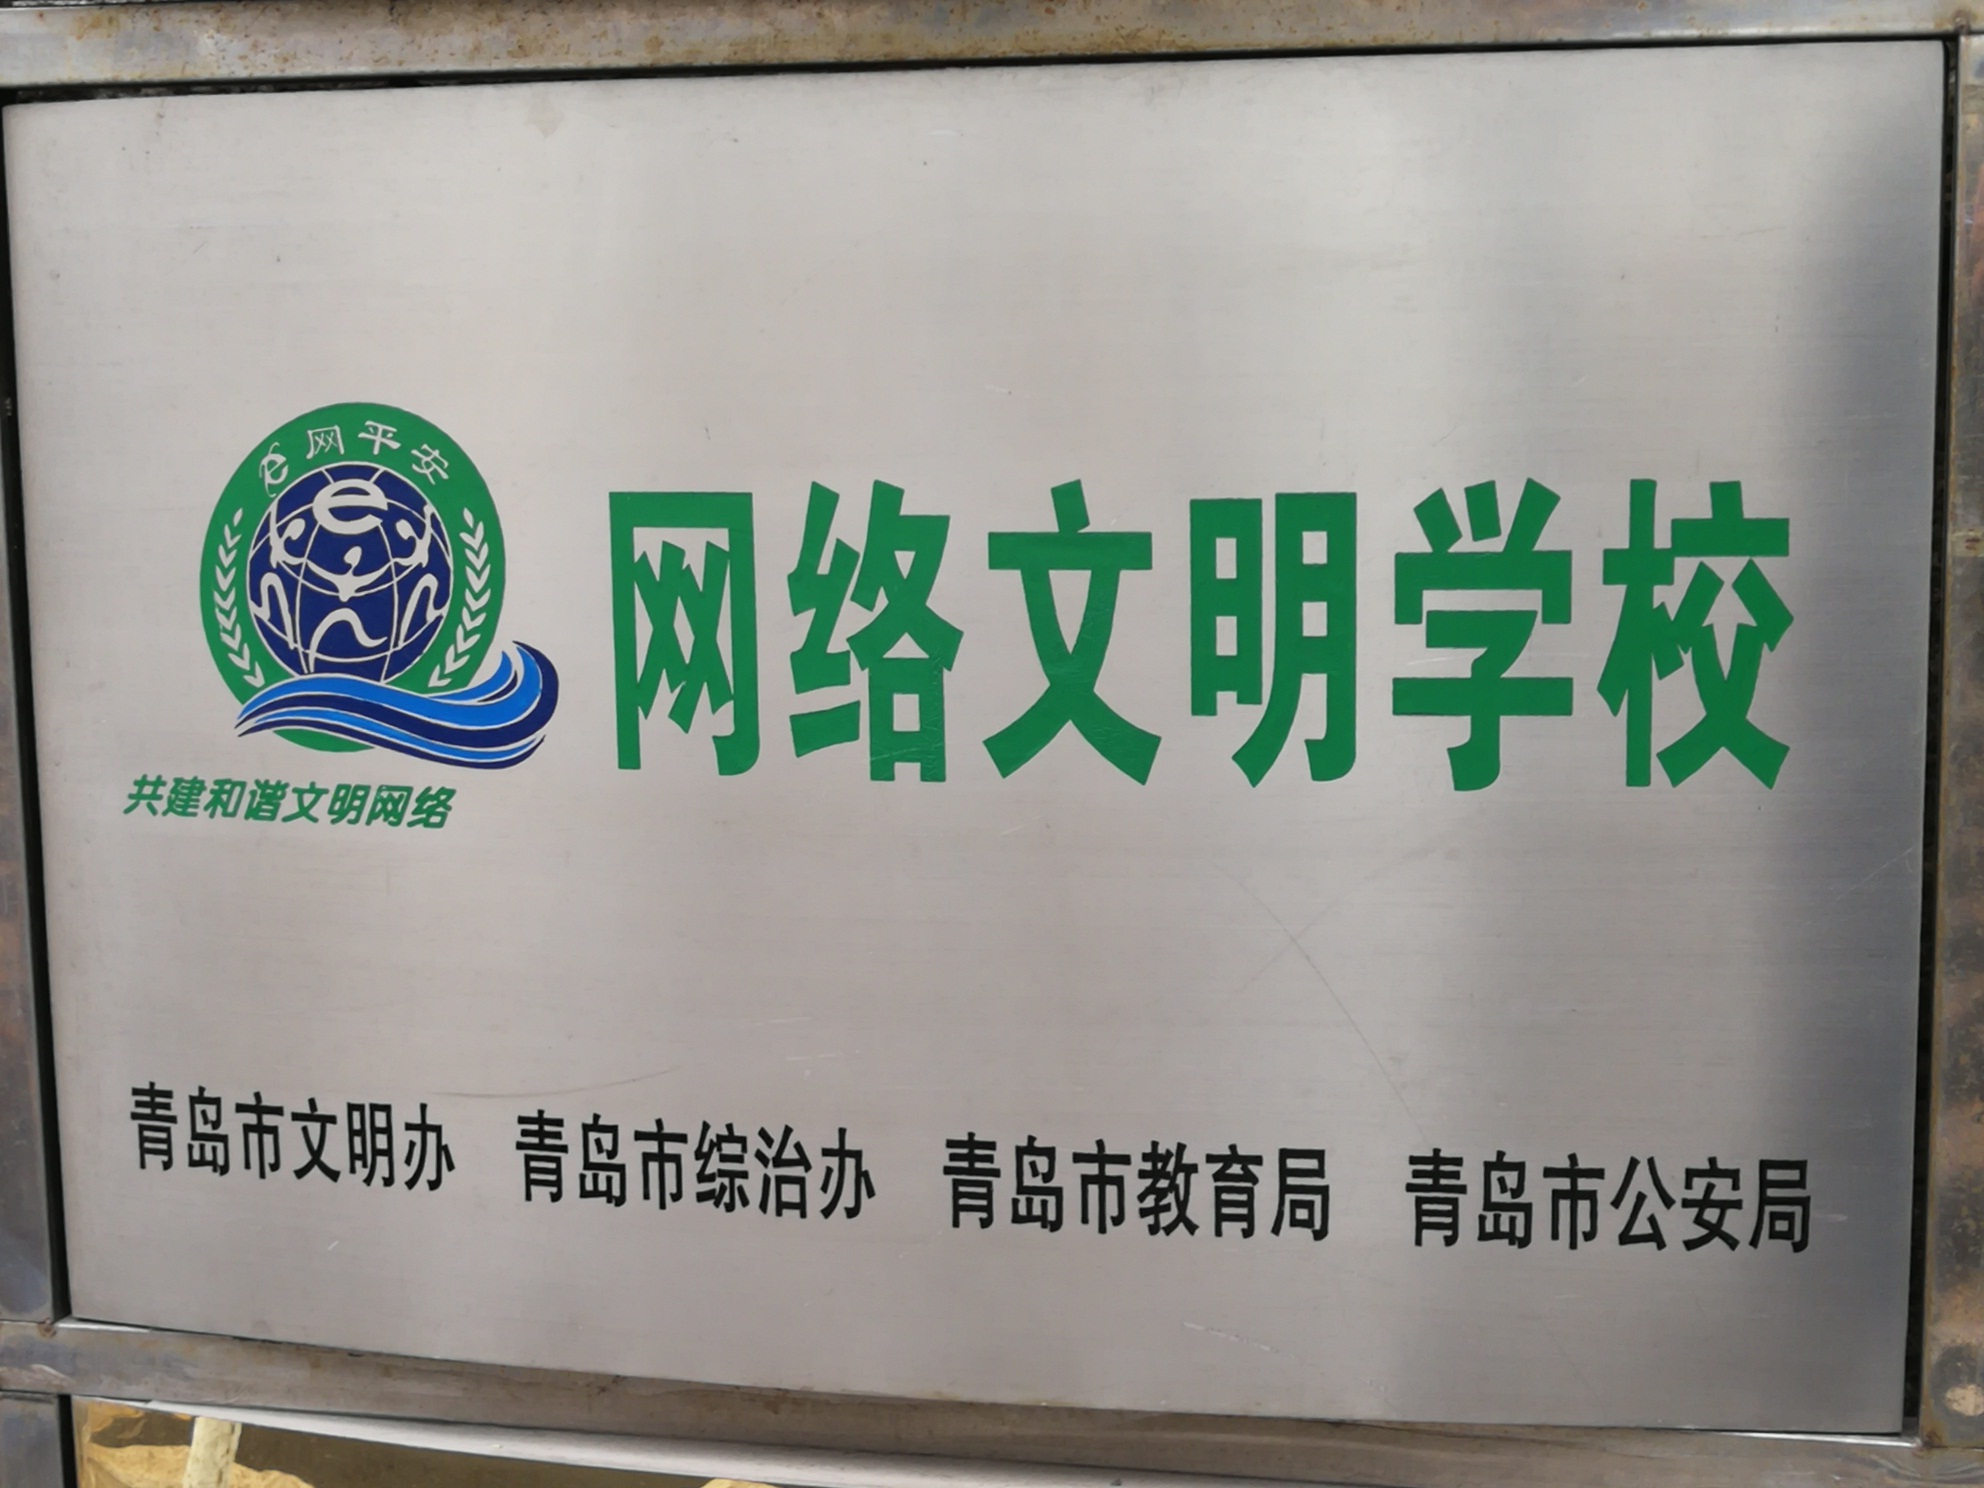 e网平安
e
网络文明学校
共建和谐文明网络
青岛市文明办 青岛市综治办 青岛市教育局 青岛市公安局